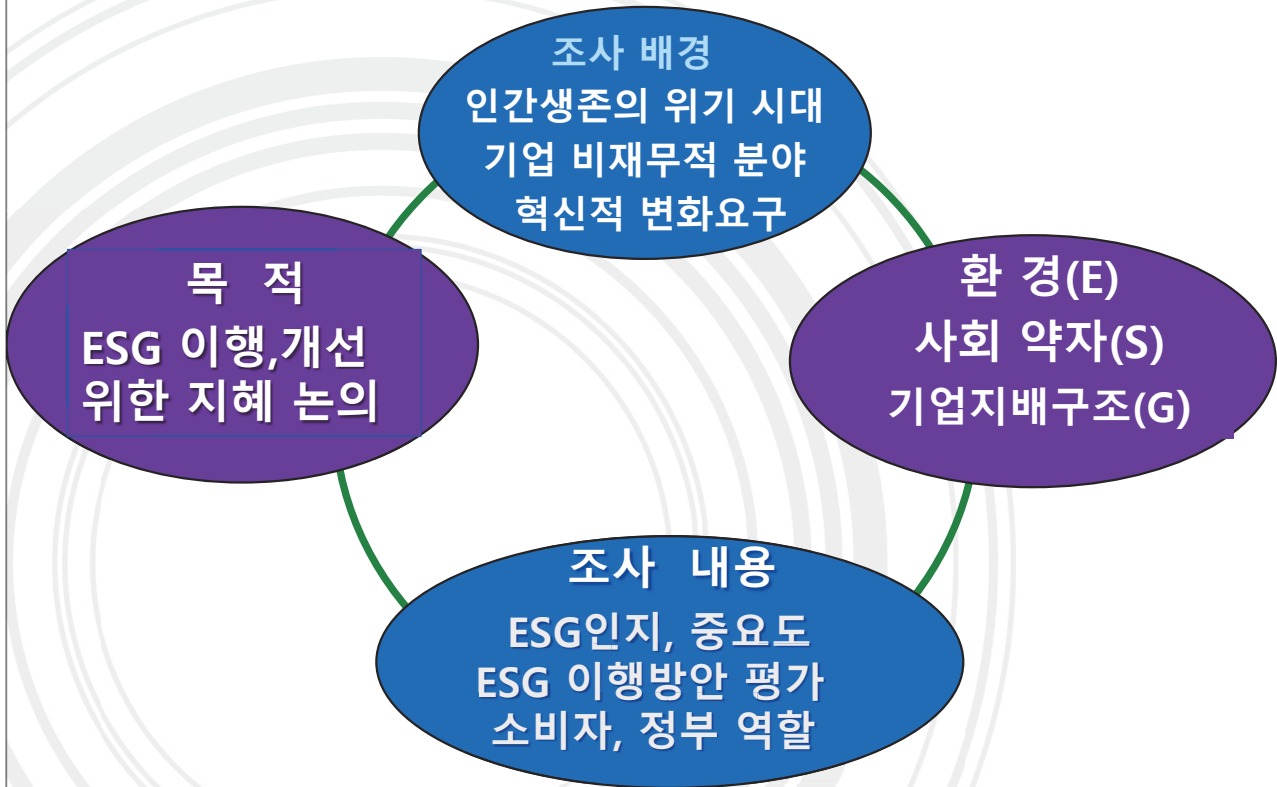 조사 배경
인간생존의 위기 시대
기업 비재무적 분야
혁신적 변화요구
목 적
ESG 이행,개선
위한 지혜 논의
환 경(E)
사회 약자(S)
기업지배구조(G)
조사 내용
ESG인지, 중요도
ESG 이행방안 평가
소비자, 정부 역할